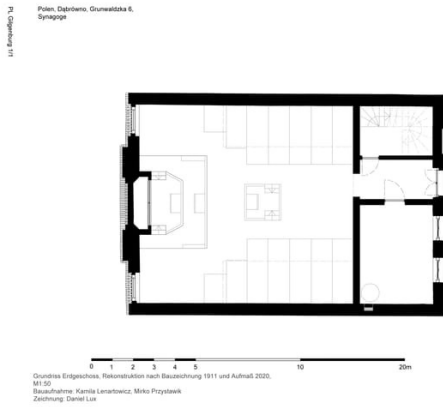 Polen, Dąbrówno, Grunwaldzka 6,
Synagoge
PL Gilgenburg 1/1
0 1 2 3 4 5 10 20m
Grundriss Erdgeschoss, Rekonstruktion nach Bauzeichnung 1911 und Aufmaß 2020,
M1:50
Bauaufnahme: Kamila Lenartowicz, Mirko Przystawik
Zeichnung: Daniel Lux